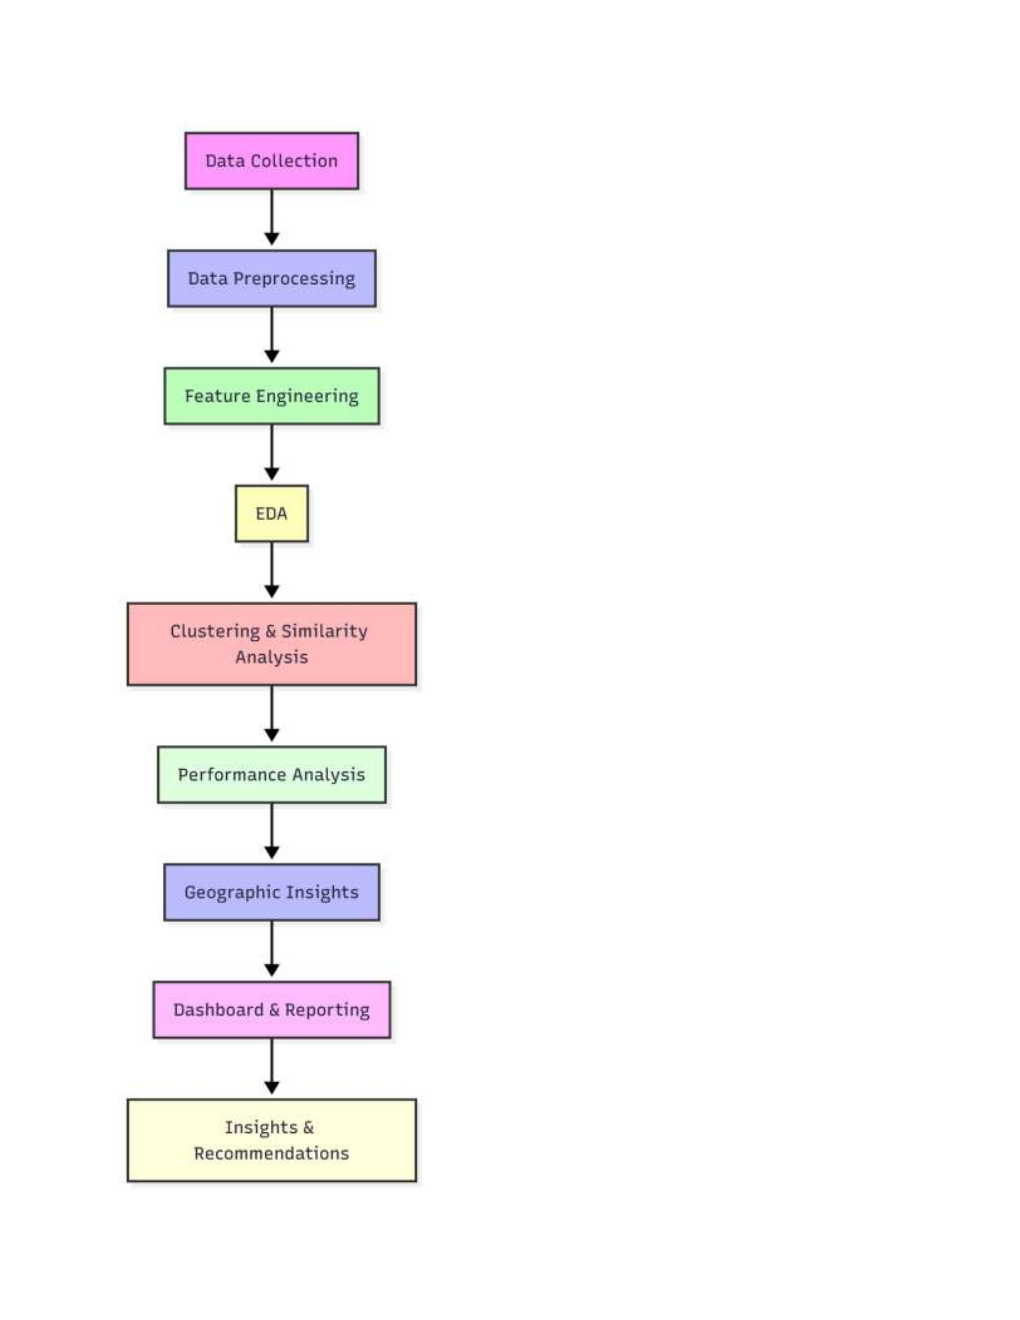 Data Collection
Data Preprocessing
Feature Engineering
EDA
Clustering & Similarity
Analysis
Performance Analysis
Geographic Insights
Dashboard & Reporting
Insights &
Recommendations